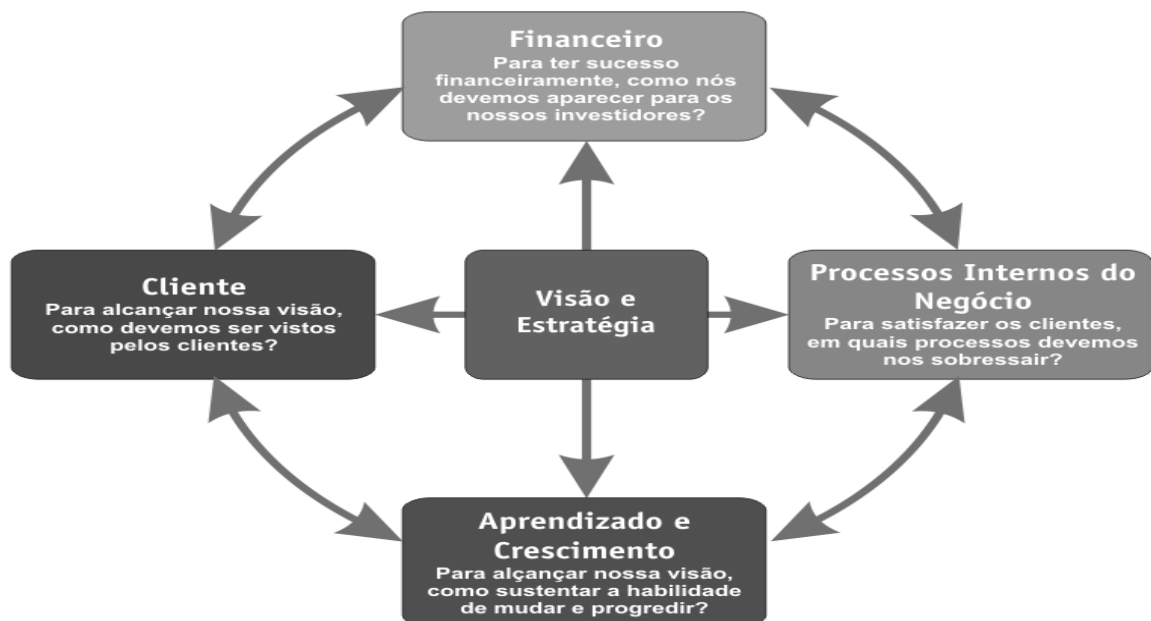 Financeiro
Para ter sucesso
financeiramente, como nós
devemos aparecer para os
nossos investidores?
Cliente
Para alcançar nossa visão,
como devemos ser vistos
pelos clientes?
Visão e
Estratégia
Processos Internos do
Negócio
Para satisfazer os clientes,
em quais processos devemos
nos sobressair?
Aprendizado e
Crescimento
Para alçançar nossa visão,
como sustentar a habilidade
de mudar e progredir?